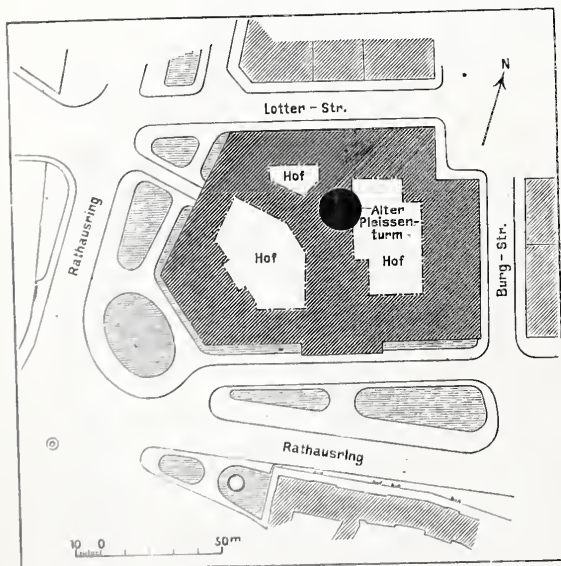 N
Lotter - Str.
Hof
Alter
Pleissen-
turm
Hof
Hof
Rathausring
Burg - Str.
Rathausring
10 0 50m